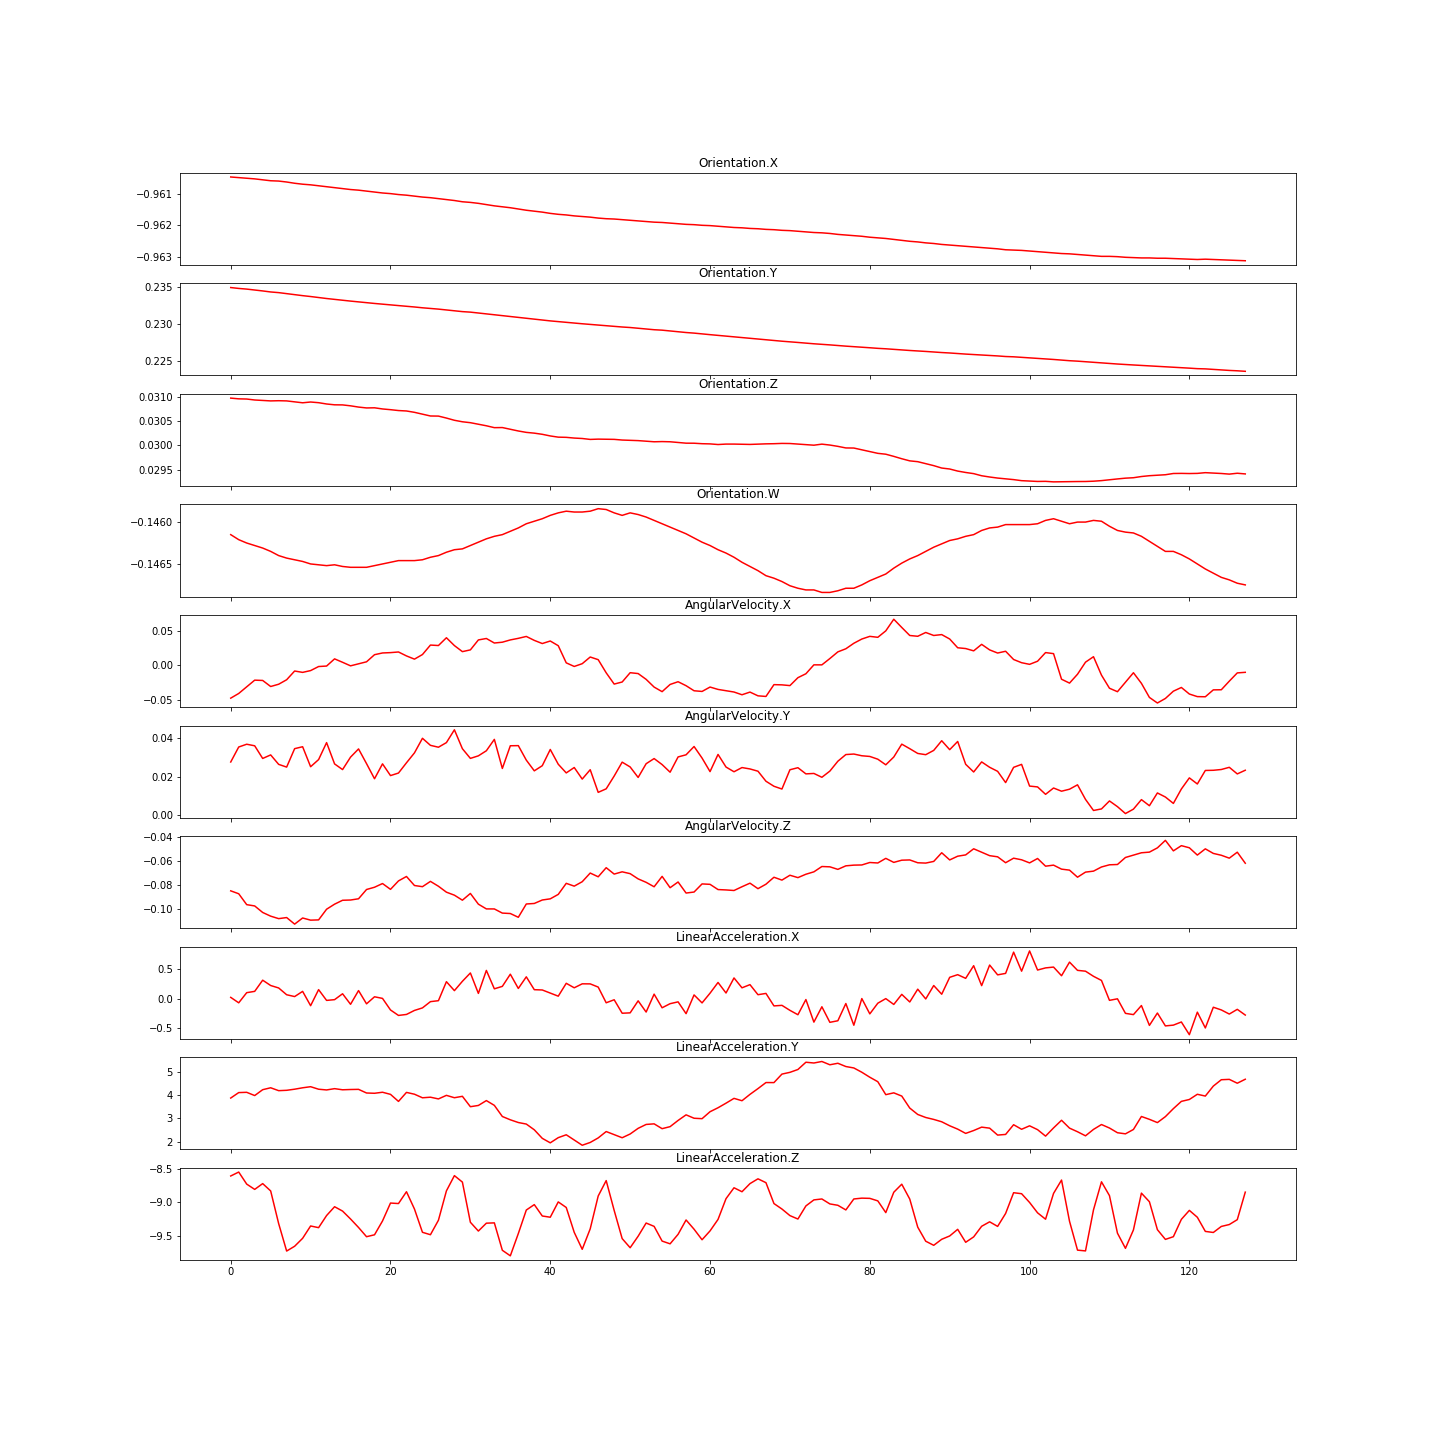 Orientation.X
−0.961
−0.962
−0.963
Orientation.Y
0.235
0.230
0.225
Orientation.Z
0.0310
0.0305
0.0300
0.0295
Orientation.W
−0.1460
−0.1465
AngularVelocity.X
0.05
0.00
−0.05
AngularVelocity.Y
0.04
0.02
0.00
AngularVelocity.Z
−0.04
−0.06
−0.08
−0.10
LinearAcceleration.X
0.5
0.0
−0.5
LinearAcceleration.Y
5
4
3
2
LinearAcceleration.Z
−8.5
−9.0
−9.5
0 20 40 60 80 100 120